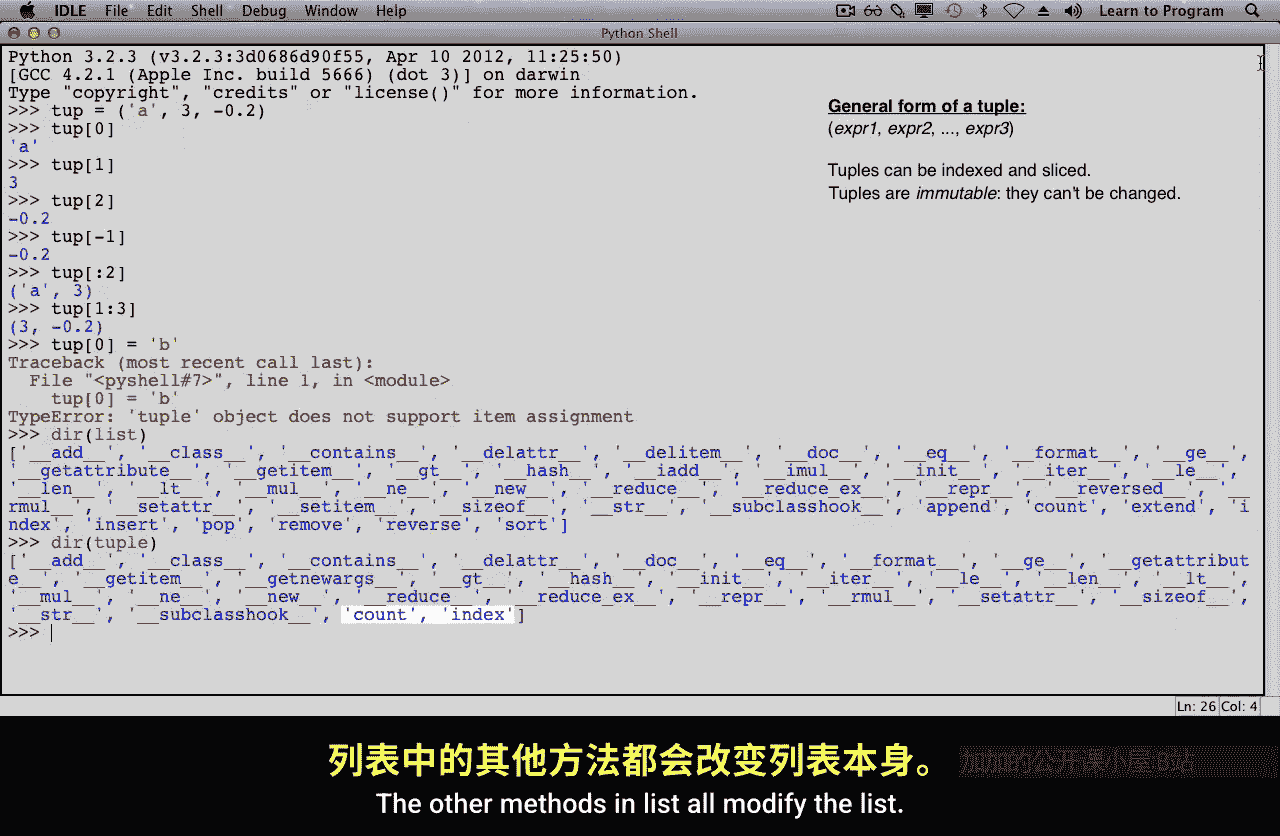 IDLE File Edit Shell Debug Window Help Learn to Program
Python Shell
Python 3.2.3 (v3.2.3:3d0686d90f55, Apr 10 2012, 11:25:50)
[GCC 4.2.1 (Apple Inc. build 5666) (dot 3)] on darwin
Type "copyright", "credits" or "license()" for more information.
>>> tup = ('a', 3, -0.2)
>>> tup[0]
'a'
>>> tup[1]
3
>>> tup[2]
-0.2
>>> tup[-1]
-0.2
>>> tup[:2]
('a', 3)
>>> tup[1:3]
(3, -0.2)
>>> tup[0] = 'b'
Traceback (most recent call last):
  File "<pyshell#7>", line 1, in <module>
    tup[0] = 'b'
TypeError: 'tuple' object does not support item assignment
>>> dir(list)
['__add__', '__class__', '__contains__', '__delattr__', '__delitem__', '__doc__', '__eq__', '__format__', '__ge__',
'__getattribute__', '__getitem__', '__gt__', '__hash__', '__iadd__', '__imul__', '__init__', '__iter__', '__le__',
'__len__', '__lt__', '__mul__', '__ne__', '__new__', '__reduce__', '__reduce_ex__', '__repr__', '__reversed__', '__
rmul__', '__setattr__', '__setitem__', '__sizeof__', '__str__', '__subclasshook__', 'append', 'count', 'extend', 'i
ndex', 'insert', 'pop', 'remove', 'reverse', 'sort']
>>> dir(tuple)
['__add__', '__class__', '__contains__', '__delattr__', '__doc__', '__eq__', '__format__', '__ge__', '__getattribut
e__', '__getitem__', '__getnewargs__', '__gt__', '__hash__', '__init__', '__iter__', '__le__', '__len__', '__lt__',
'__mul__', '__ne__', '__new__', '__reduce__', '__reduce_ex__', '__repr__', '__rmul__', '__setattr__', '__sizeof__',
'__str__', '__subclasshook__', 'count', 'index']
>>>
General form of a tuple:
(expr1, expr2, ..., expr3)
Tuples can be indexed and sliced.
Tuples are immutable: they can't be changed.
Ln: 26 Col: 4
列表中的其他方法都会改变列表本身。
加加的公开课小屋 B站
The other methods in list all modify the list.